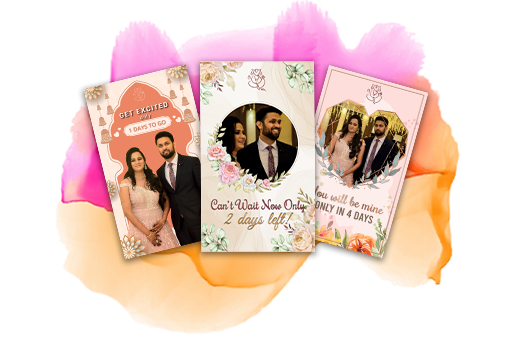 GET EXCITED
only
1 DAYS TO GO
Can't Wait Now Only
2 days left!
You will be mine
ONLY IN 4 DAYS